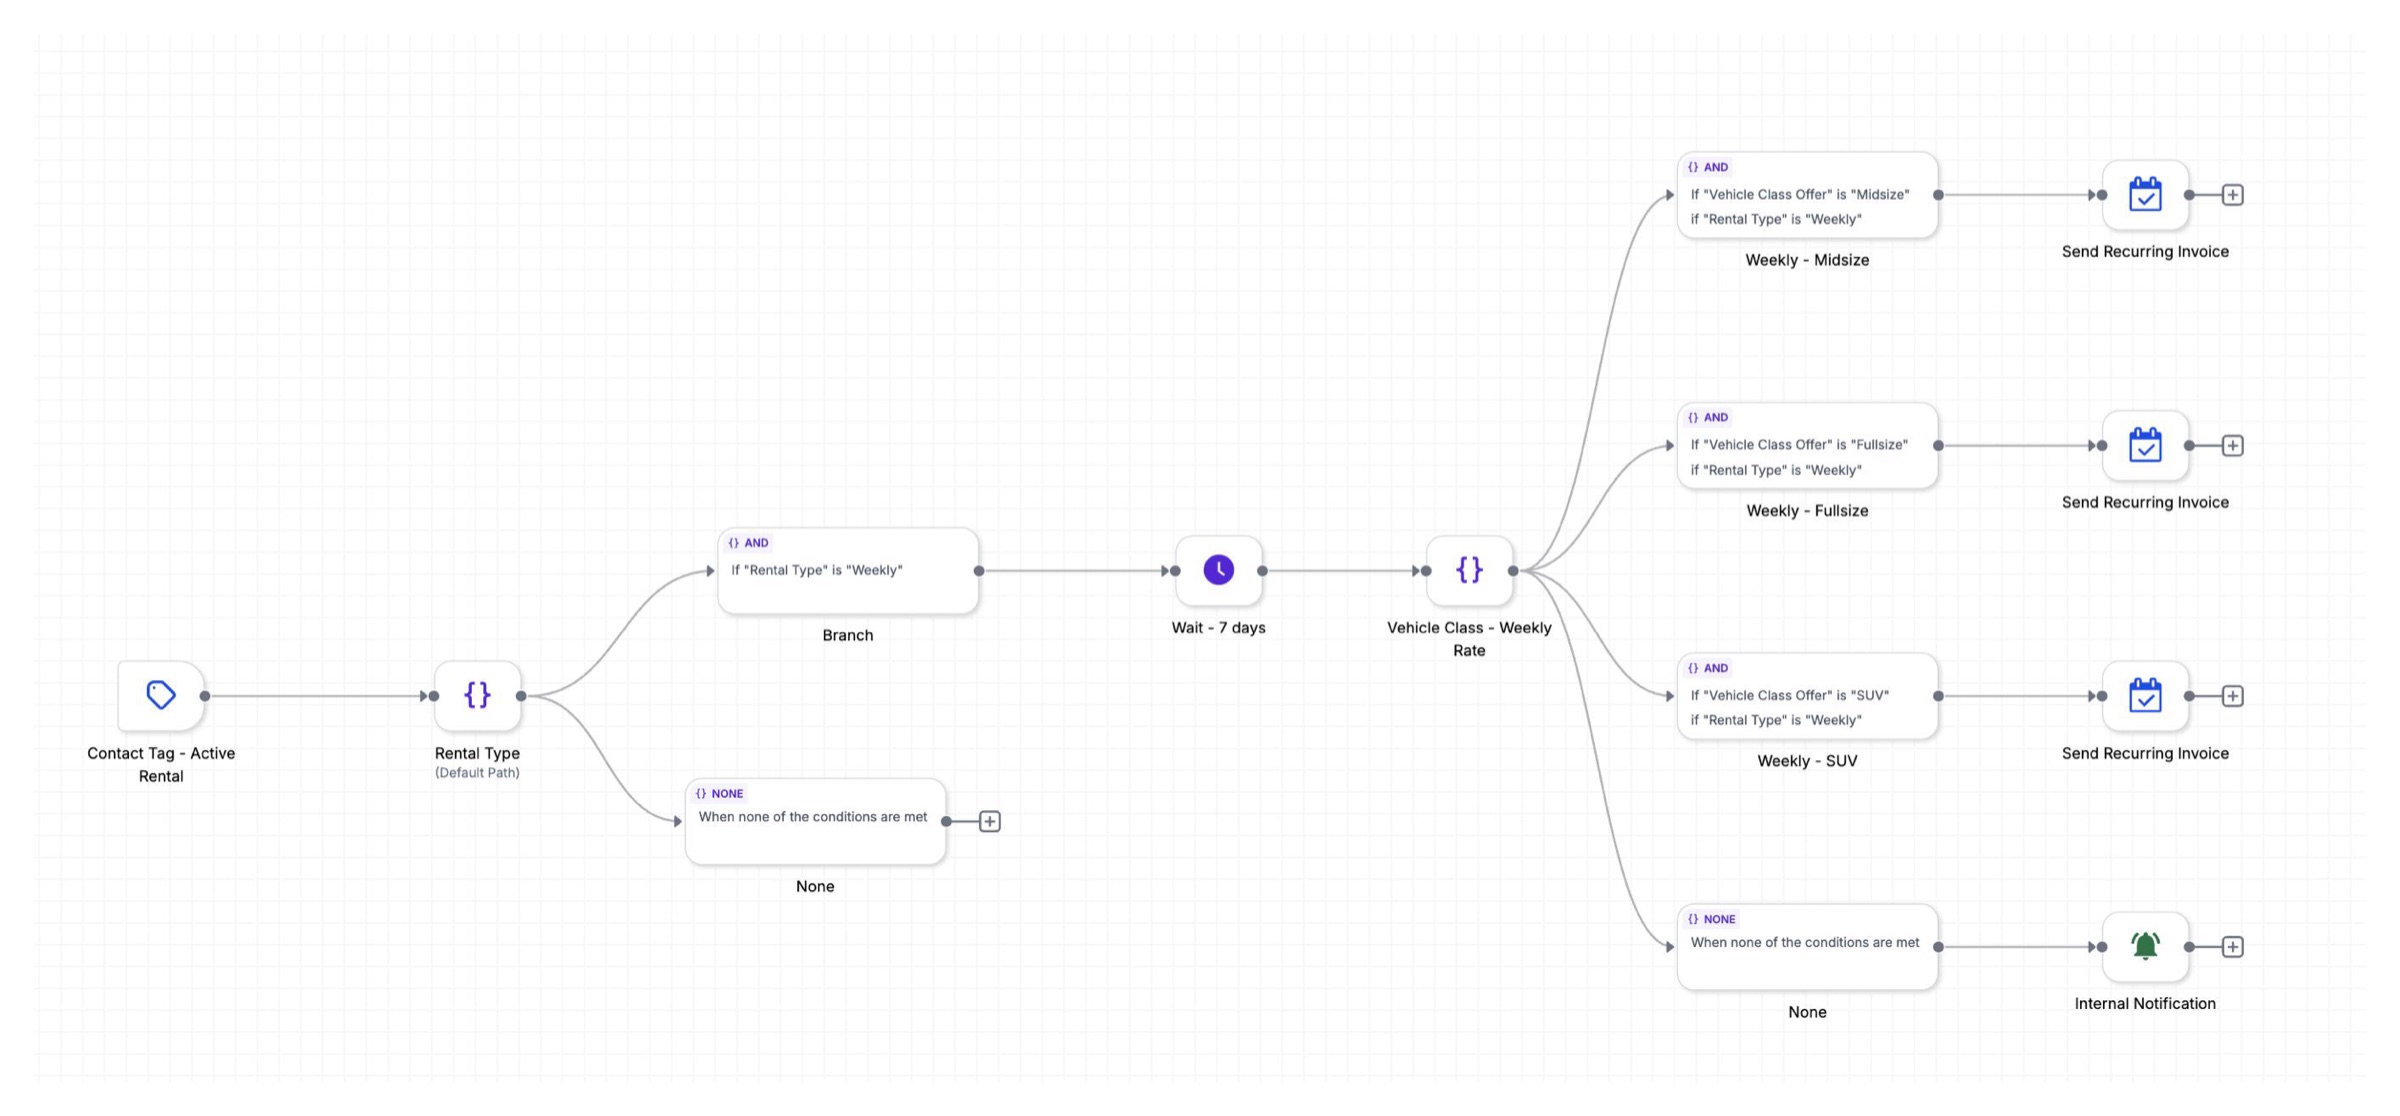 Contact Tag - Active
Rental
Rental Type
(Default Path)
{} AND
If "Rental Type" is "Weekly"
Branch
{} NONE
When none of the conditions are met
None
Wait - 7 days
{}
Vehicle Class - Weekly
Rate
{} AND
If "Vehicle Class Offer" is "Midsize"
if "Rental Type" is "Weekly"
Weekly - Midsize
Send Recurring Invoice
{} AND
If "Vehicle Class Offer" is "Fullsize"
if "Rental Type" is "Weekly"
Weekly - Fullsize
Send Recurring Invoice
{} AND
If "Vehicle Class Offer" is "SUV"
if "Rental Type" is "Weekly"
Weekly - SUV
Send Recurring Invoice
{} NONE
When none of the conditions are met
None
Internal Notification